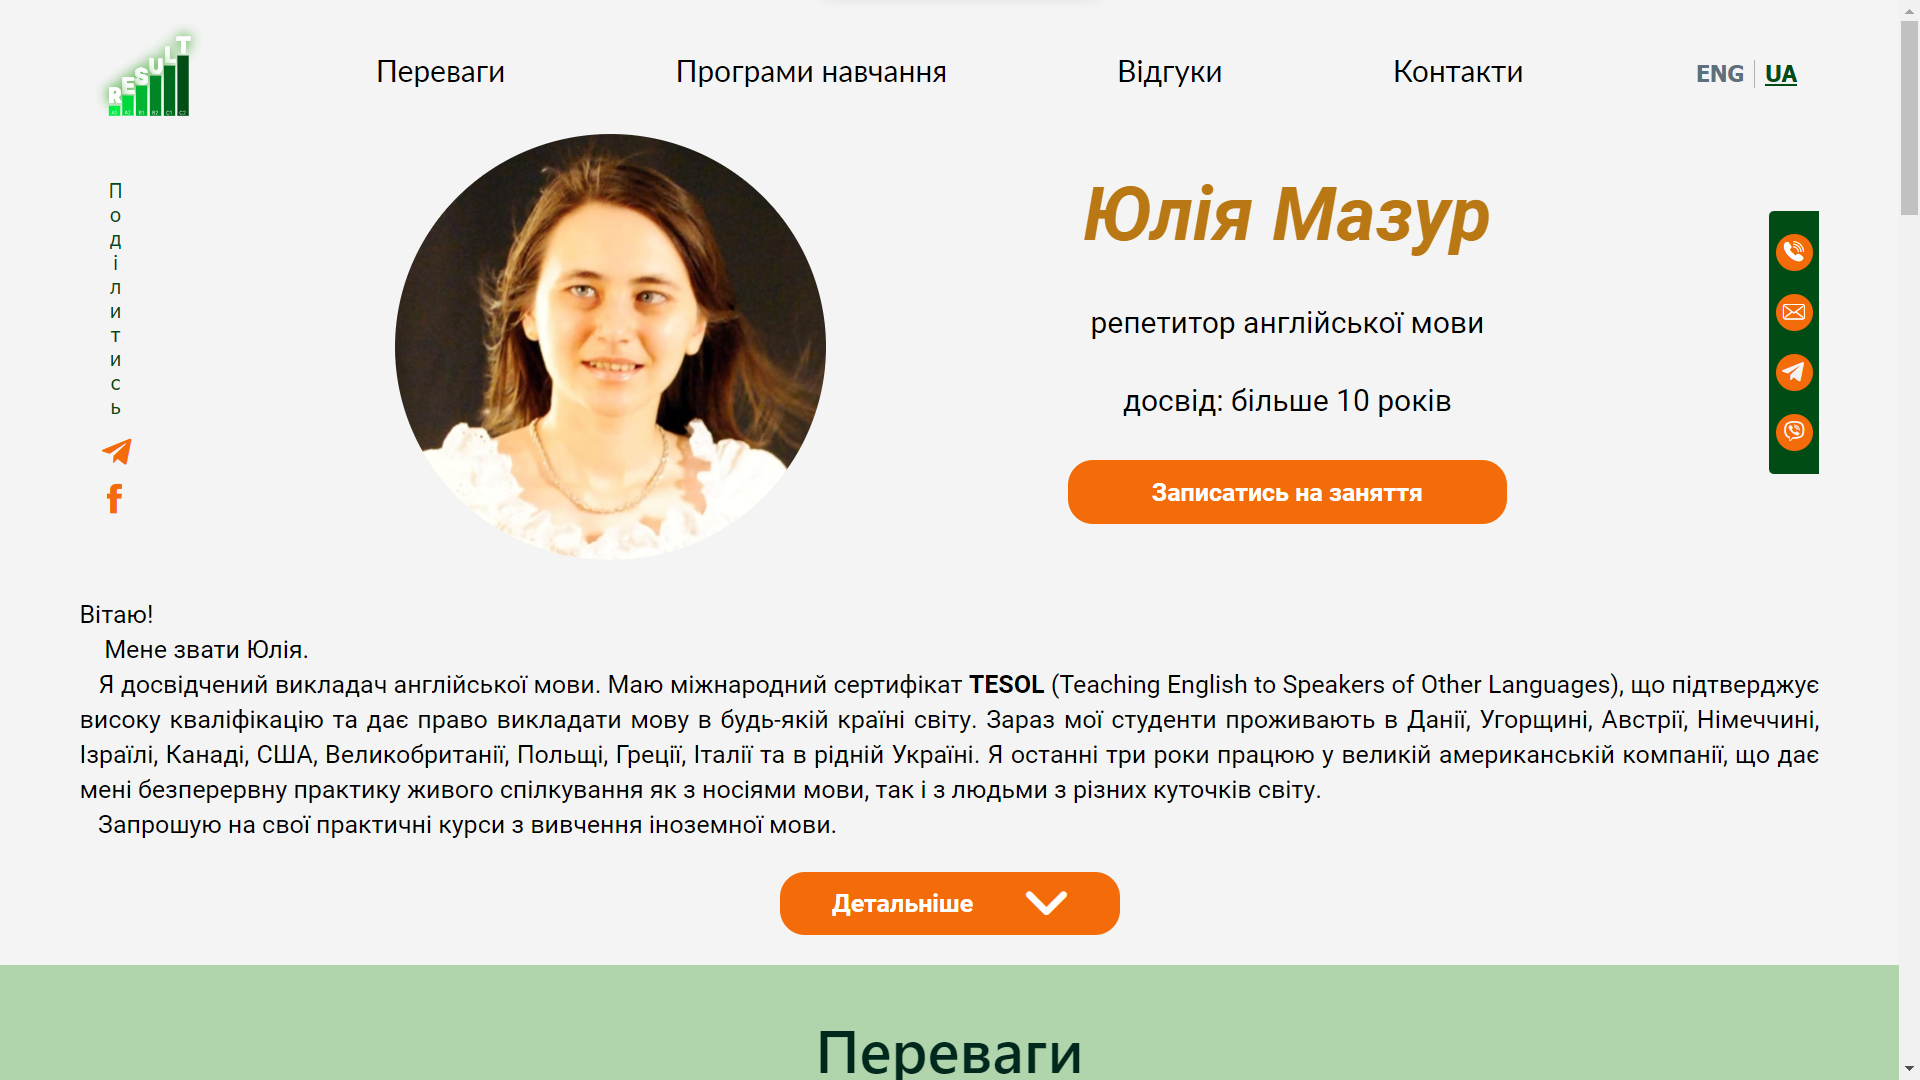 RESULT
Переваги
Програми навчання
Відгуки
Контакти
ENG
UA
Поділитись
Юлія Мазур
репетитор англійської мови
досвід: більше 10 років
Записатись на заняття
Вітаю!
Мене звати Юлія.
Я досвідчений викладач англійської мови. Маю міжнародний сертифікат TESOL (Teaching English to Speakers of Other Languages), що підтверджує
високу кваліфікацію та дає право викладати мову в будь-якій країні світу. Зараз мої студенти проживають в Данії, Угорщині, Австрії, Німеччині,
Ізраїлі, Канаді, США, Великобританії, Польщі, Греції, Італії та в рідній Україні. Я останні три роки працюю у великій американській компанії, що дає
мені безперервну практику живого спілкування як з носіями мови, так і з людьми з різних куточків світу.
Запрошую на свої практичні курси з вивчення іноземної мови.
Детальніше
Переваги